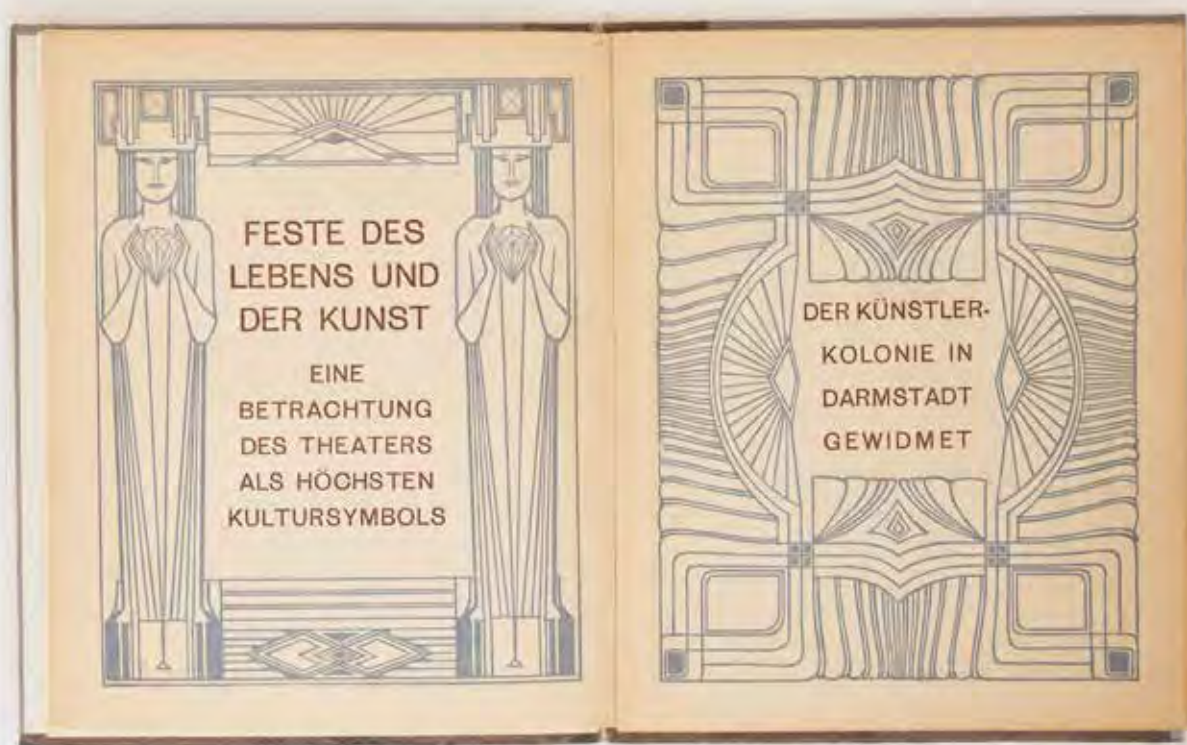 FESTE DES
LEBENS UND
DER KUNST
EINE
BETRACHTUNG
DES THEATERS
ALS HÖCHSTEN
KULTURSYMBOLS
DER KÜNSTLER-
KOLONIE IN
DARMSTADT
GEWIDMET